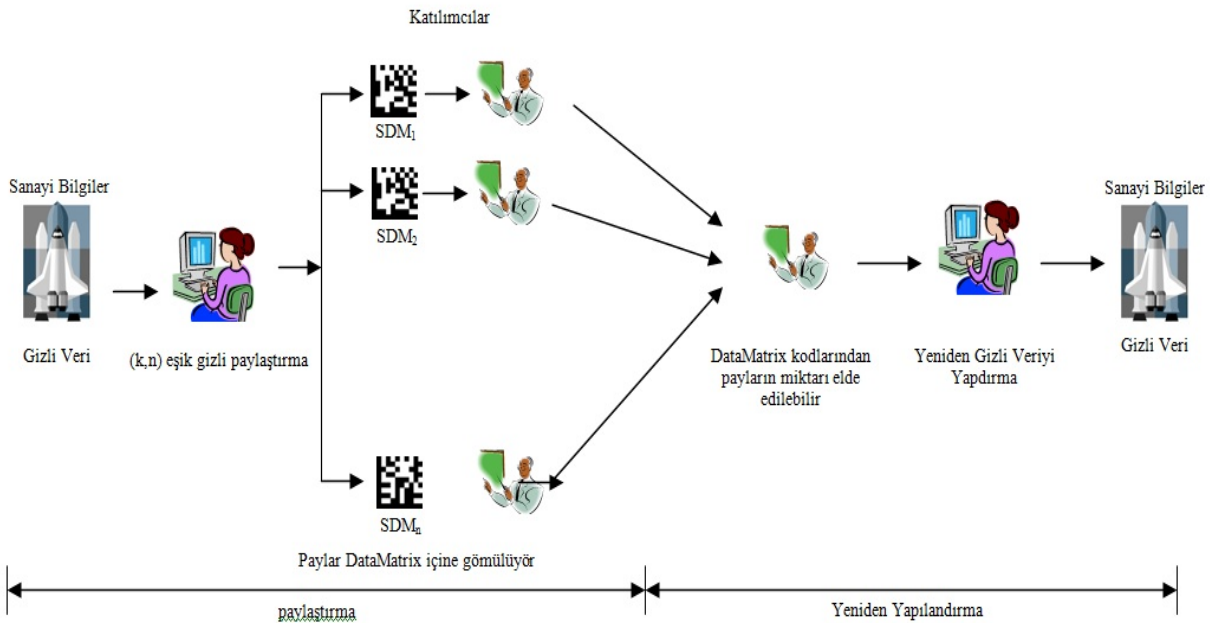 Katılımcılar
SDM1
SDM2
Sanayi Bilgiler
Gizli Veri
(k,n) eşik gizli paylaştırma
SDMn
Paylar DataMatrix içine gömülüyör
DataMatrix kodlarından
payların miktarı elde
edilebilir
Yeniden Gizli Veriyi
Yapdırma
Sanayi Bilgiler
Gizli Veri
paylaştırma
Yeniden Yapılandırma